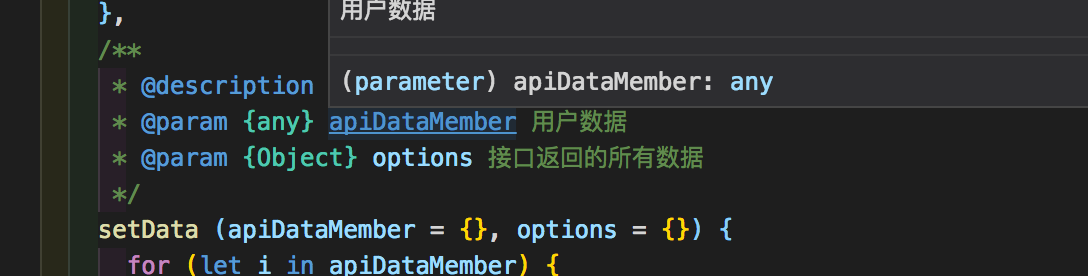 },
用户数据
/**
(parameter) apiDataMember: any
* @description
* @param {any} apiDataMember 用户数据
* @param {Object} options 接口返回的所有数据
*/
setData (apiDataMember = {}, options = {}) {
for (let i in apiDataMember) {